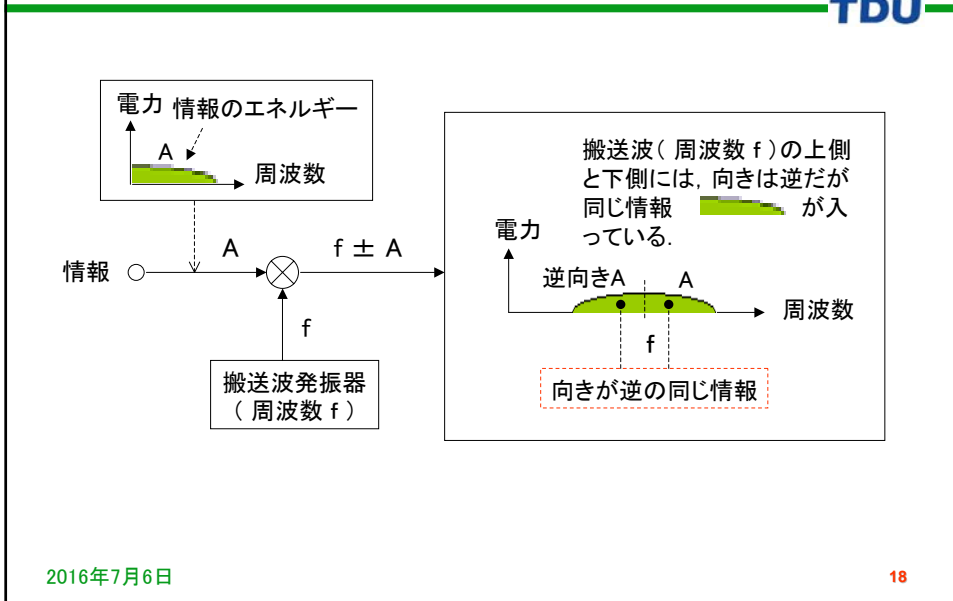 TDU
電力 情報のエネルギー
A
周波数
情報
A
f ± A
f
搬送波発振器
( 周波数 f )
搬送波( 周波数 f )の上側
と下側には, 向きは逆だが
同じ情報 が入
っている.
電力
逆向きA A
周波数
f
向きが逆の同じ情報
2016年7月6日
18